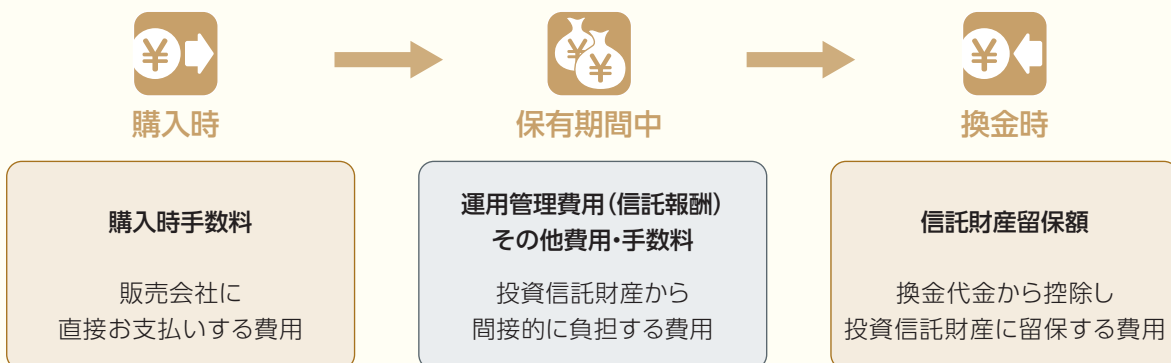 ¥
¥
¥
¥
購入時
保有期間中
換金時
購入時手数料
販売会社に
直接お支払いする費用
運用管理費用（信託報酬）
その他費用・手数料
投資信託財産から
間接的に負担する費用
信託財産留保額
換金代金から控除し
投資信託財産に留保する費用